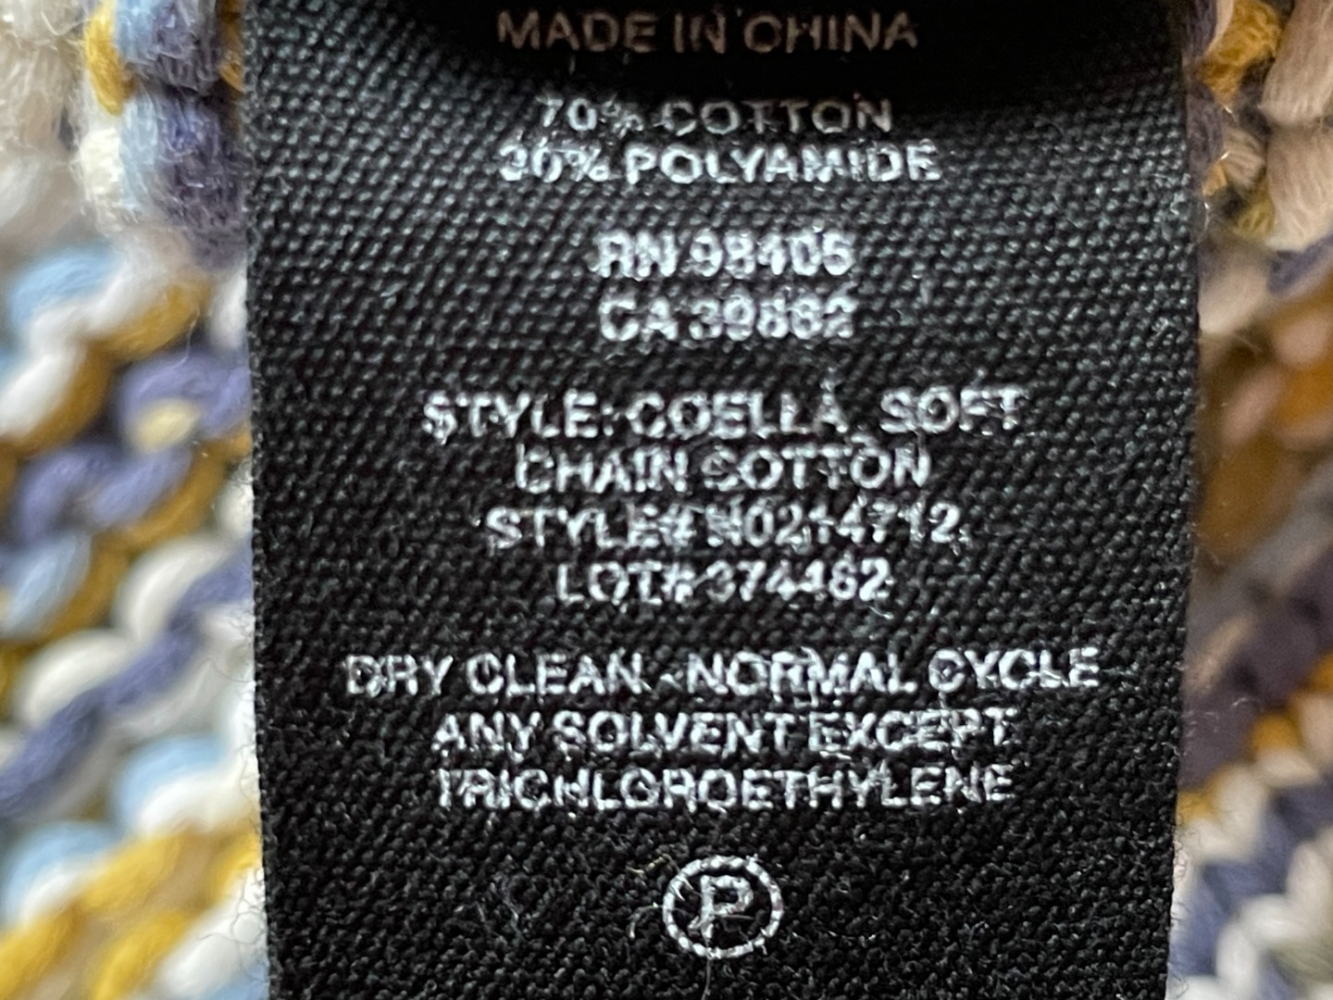 MADE IN CHINA
70% COTTON
30% POLYAMIDE
RN 98405
CA 39882
STYLE: COELLA, SOFT
CHAIN COTTON
STYLE# N0214712
LOT# 374462
DRY CLEAN - NORMAL CYCLE
ANY SOLVENT EXCEPT
TRICHLOROETHYLENE
P